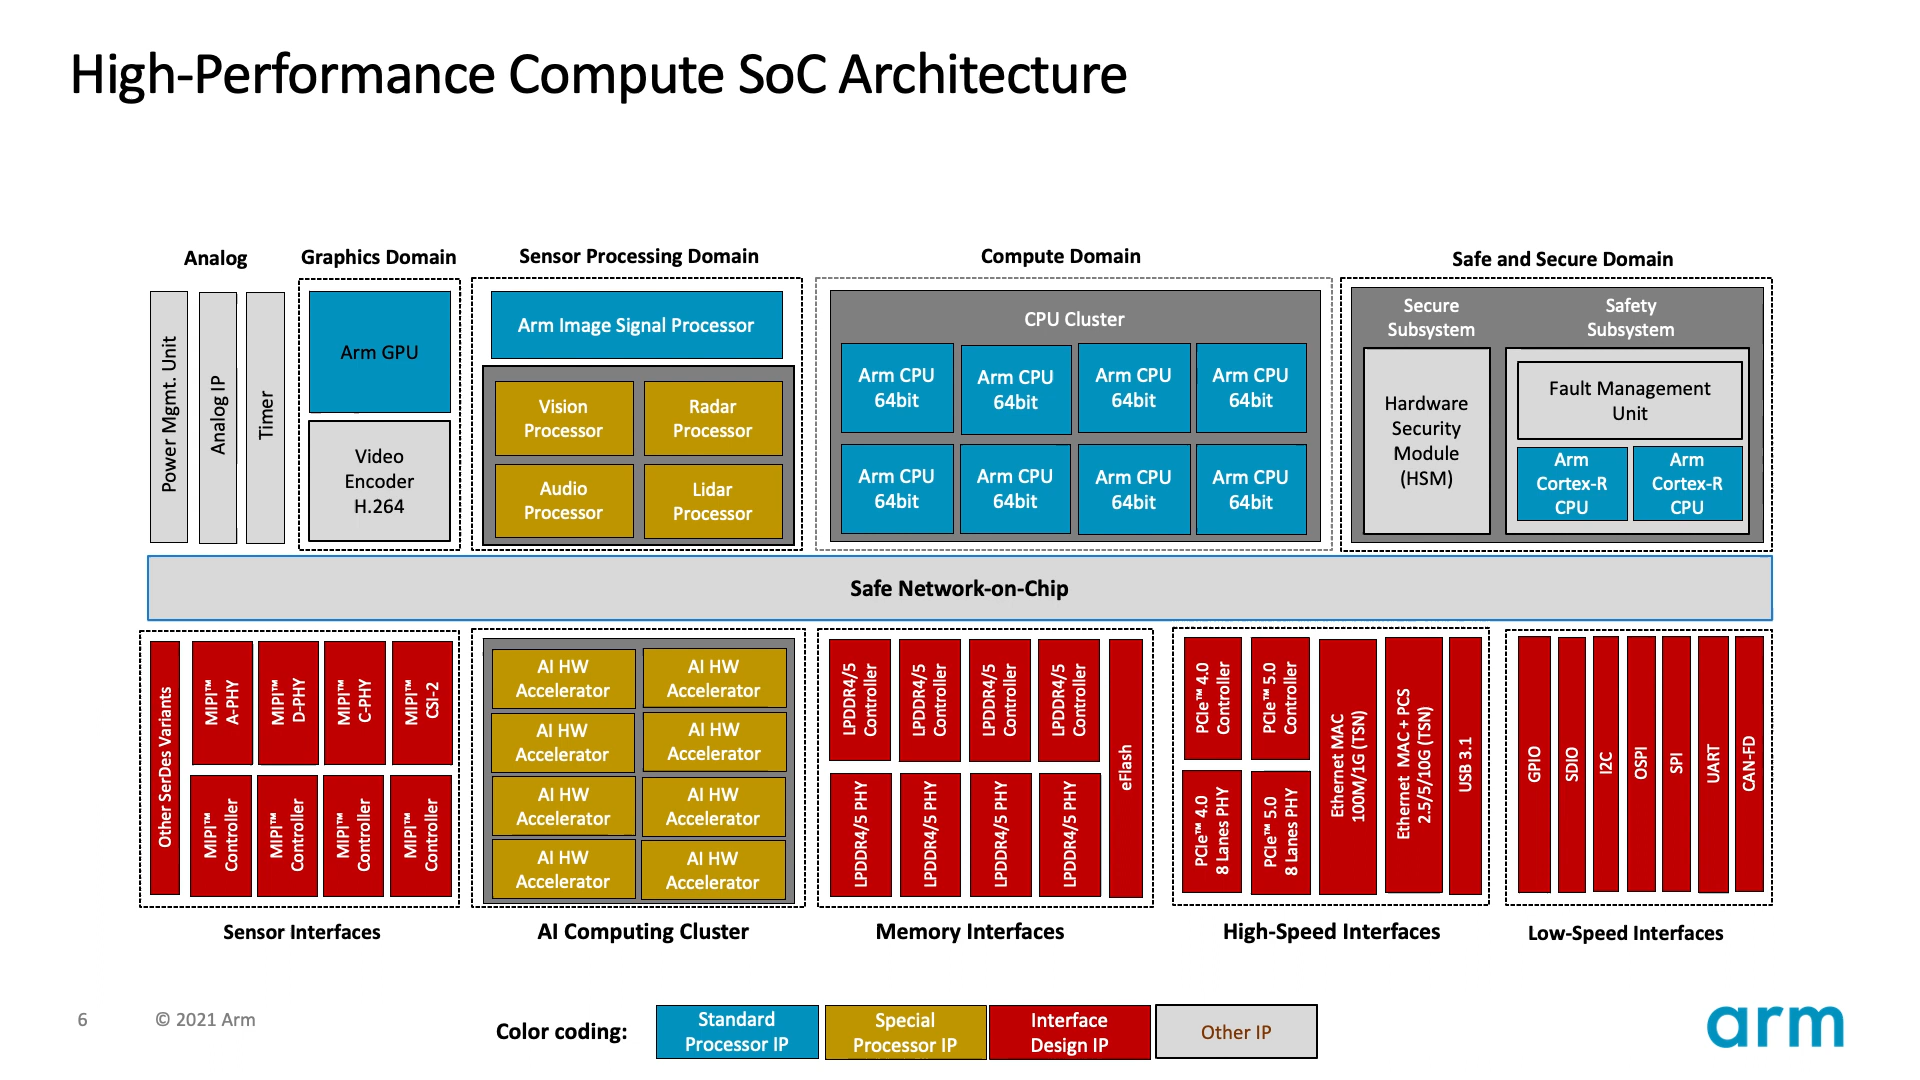 High-Performance Compute SoC Architecture
Analog
Power Mgmt. Unit
Analog IP
Timer
Graphics Domain
Arm GPU
Video
Encoder
H.264
Sensor Processing Domain
Arm Image Signal Processor
Vision
Processor
Radar
Processor
Audio
Processor
Lidar
Processor
Compute Domain
CPU Cluster
Arm CPU
64bit
Arm CPU
64bit
Arm CPU
64bit
Arm CPU
64bit
Arm CPU
64bit
Arm CPU
64bit
Arm CPU
64bit
Arm CPU
64bit
Safe and Secure Domain
Secure
Subsystem
Hardware
Security
Module
(HSM)
Safety
Subsystem
Fault Management
Unit
Arm
Cortex-R
CPU
Arm
Cortex-R
CPU
Safe Network-on-Chip
Other SerDes Variants
MIPI™
A-PHY
MIPI™
D-PHY
MIPI™
C-PHY
MIPI™
CSI-2
MIPI™
Controller
MIPI™
Controller
MIPI™
Controller
MIPI™
Controller
Sensor Interfaces
AI HW
Accelerator
AI HW
Accelerator
AI HW
Accelerator
AI HW
Accelerator
AI HW
Accelerator
AI HW
Accelerator
AI HW
Accelerator
AI HW
Accelerator
AI Computing Cluster
LPDDR4/5
Controller
LPDDR4/5
Controller
LPDDR4/5
Controller
LPDDR4/5
Controller
LPDDR4/5 PHY
LPDDR4/5 PHY
LPDDR4/5 PHY
LPDDR4/5 PHY
eFlash
Memory Interfaces
PCIe™ 4.0
Controller
PCIe™ 5.0
Controller
PCIe™ 4.0
8 Lanes PHY
PCIe™ 5.0
8 Lanes PHY
Ethernet MAC
100M/1G (TSN)
Ethernet MAC + PCS
2.5/5/10G (TSN)
USB 3.1
High-Speed Interfaces
GPIO
SDIO
I2C
OSPI
SPI
UART
CAN-FD
Low-Speed Interfaces
6
© 2021 Arm
Color coding:
Standard
Processor IP
Special
Processor IP
Interface
Design IP
Other IP
arm